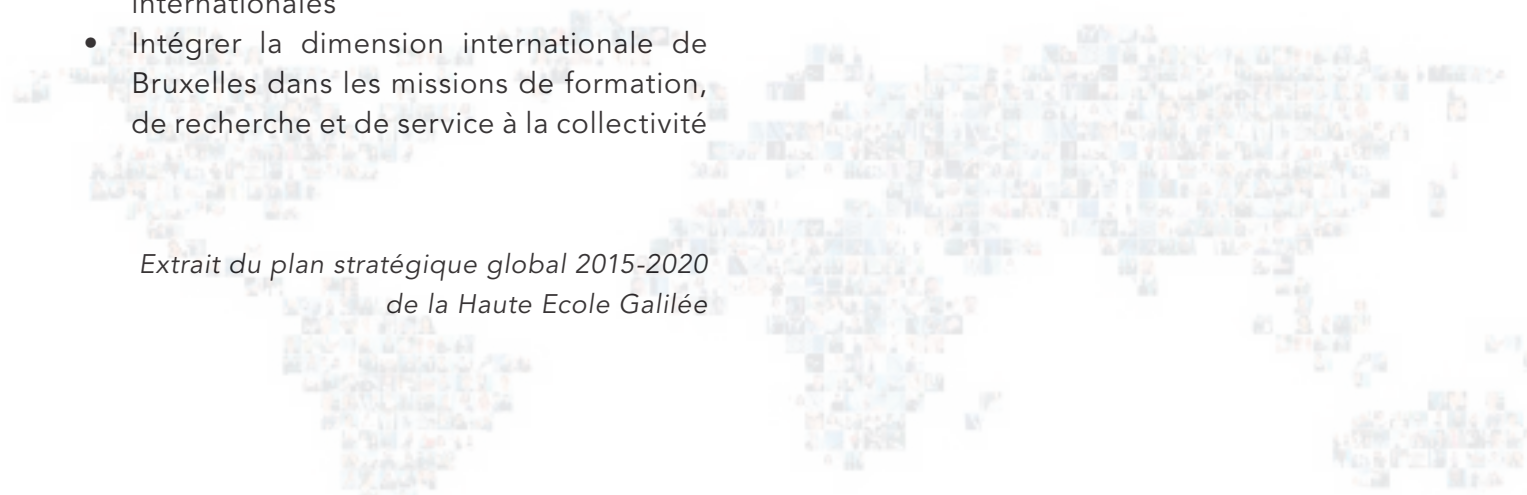 internationales
• Intégrer la dimension internationale de
Bruxelles dans les missions de formation,
de recherche et de service à la collectivité
Extrait du plan stratégique global 2015-2020
de la Haute Ecole Galilée